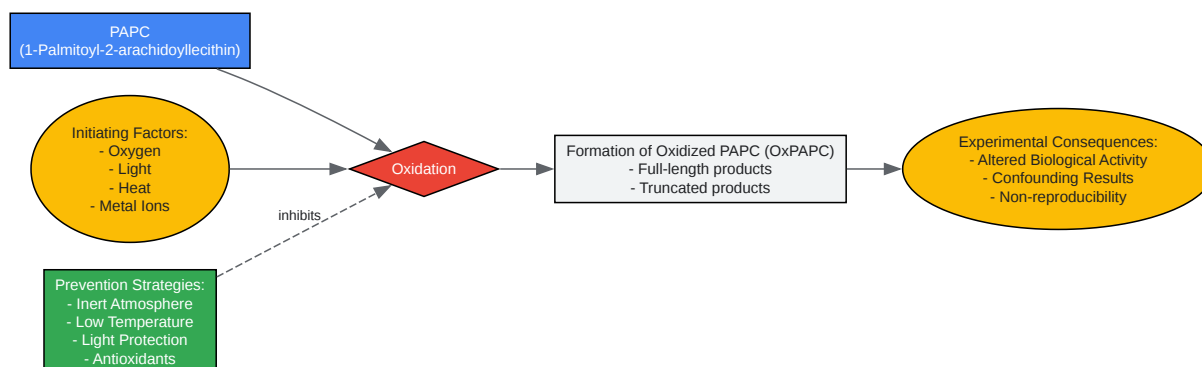 PAPC
(1-Palmitoyl-2-arachidoyllecithin)
Initiating Factors:
- Oxygen
- Light
- Heat
- Metal Ions
Oxidation
inhibits
Prevention Strategies:
- Inert Atmosphere
- Low Temperature
- Light Protection
- Antioxidants
Formation of Oxidized PAPC (OxPAPC)
- Full-length products
- Truncated products
Experimental Consequences:
- Altered Biological Activity
- Confounding Results
- Non-reproducibility